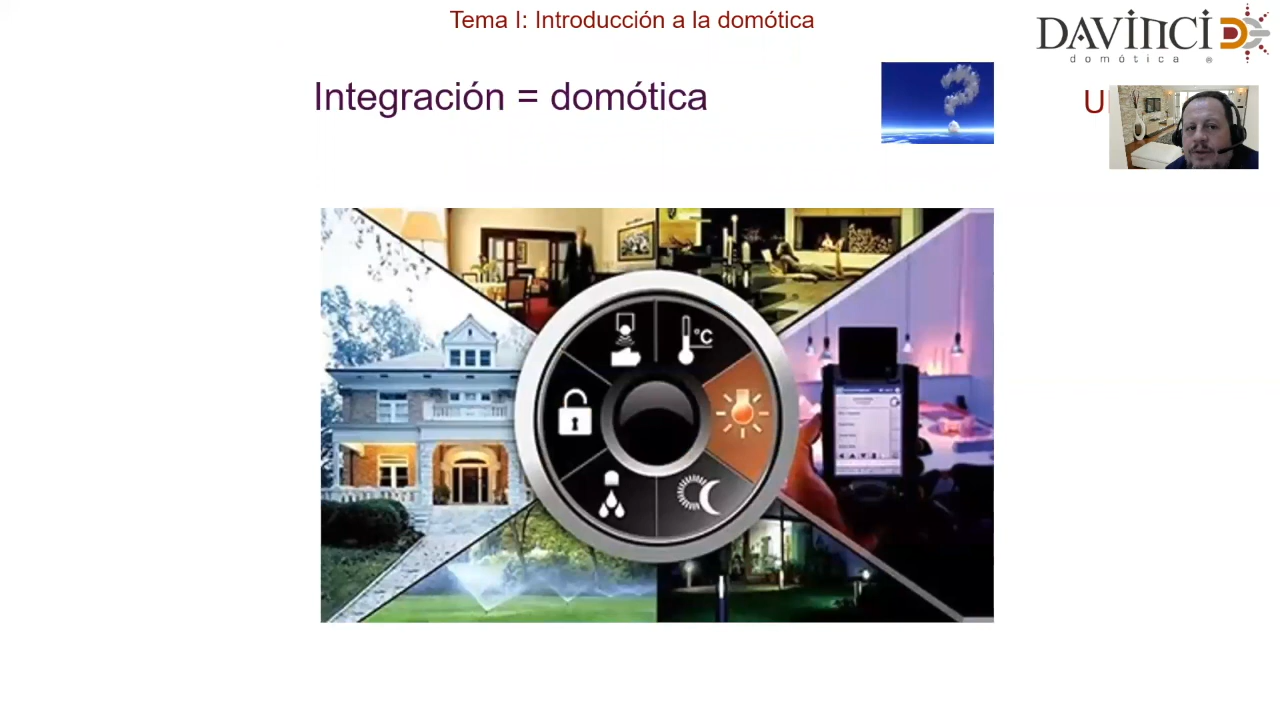 Tema I: Introducción a la domótica
DAVINCI
domótica ®
Integración = domótica
U
°C